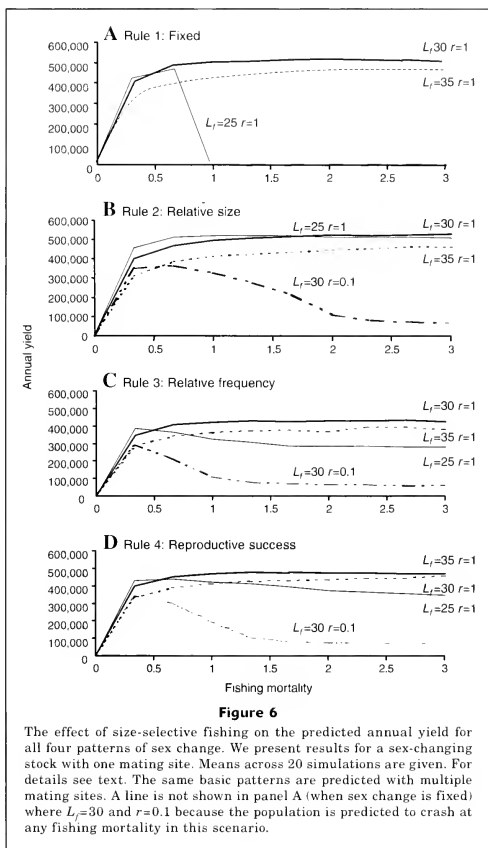 A Rule 1: Fixed
600,000
500,000
400,000
300,000
200,000
100,000
0
L_f30 r=1
L_f=35 r=1
L_f=25 r=1
0 0.5 1 1.5 2 2.5 3
B Rule 2: Relative size
600,000
500,000
400,000
300,000
200,000
100,000
0
L_f=25 r=1
L_f=30 r=1
L_f=35 r=1
L_f=30 r=0.1
0 0.5 1 1.5 2 2.5 3
Annual yield
C Rule 3: Relative frequency
600,000
500,000
400,000
300,000
200,000
100,000
0
L_f=30 r=1
L_f=35 r=1
L_f=25 r=1
L_f=30 r=0.1
0 0.5 1 1.5 2 2.5 3
D Rule 4: Reproductive success
600,000
500,000
400,000
300,000
200,000
100,000
0
L_f=35 r=1
L_f=30 r=1
L_f=25 r=1
L_f=30 r=0.1
0 0.5 1 1.5 2 2.5 3
Fishing mortality
Figure 6
The effect of size-selective fishing on the predicted annual yield for
all four patterns of sex change. We present results for a sex-changing
stock with one mating site. Means across 20 simulations are given. For
details see text. The same basic patterns are predicted with multiple
mating sites. A line is not shown in panel A (when sex change is fixed)
where L_f=30 and r=0.1 because the population is predicted to crash at
any fishing mortality in this scenario.